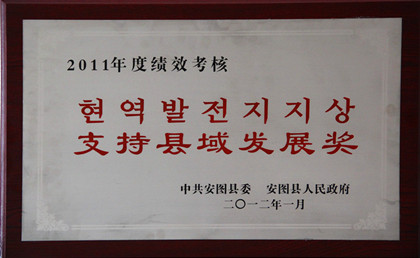 2011年度绩效考核
현역발전지지상
支持县域发展奖
中共安图县委 安图县人民政府
二〇一二年一月